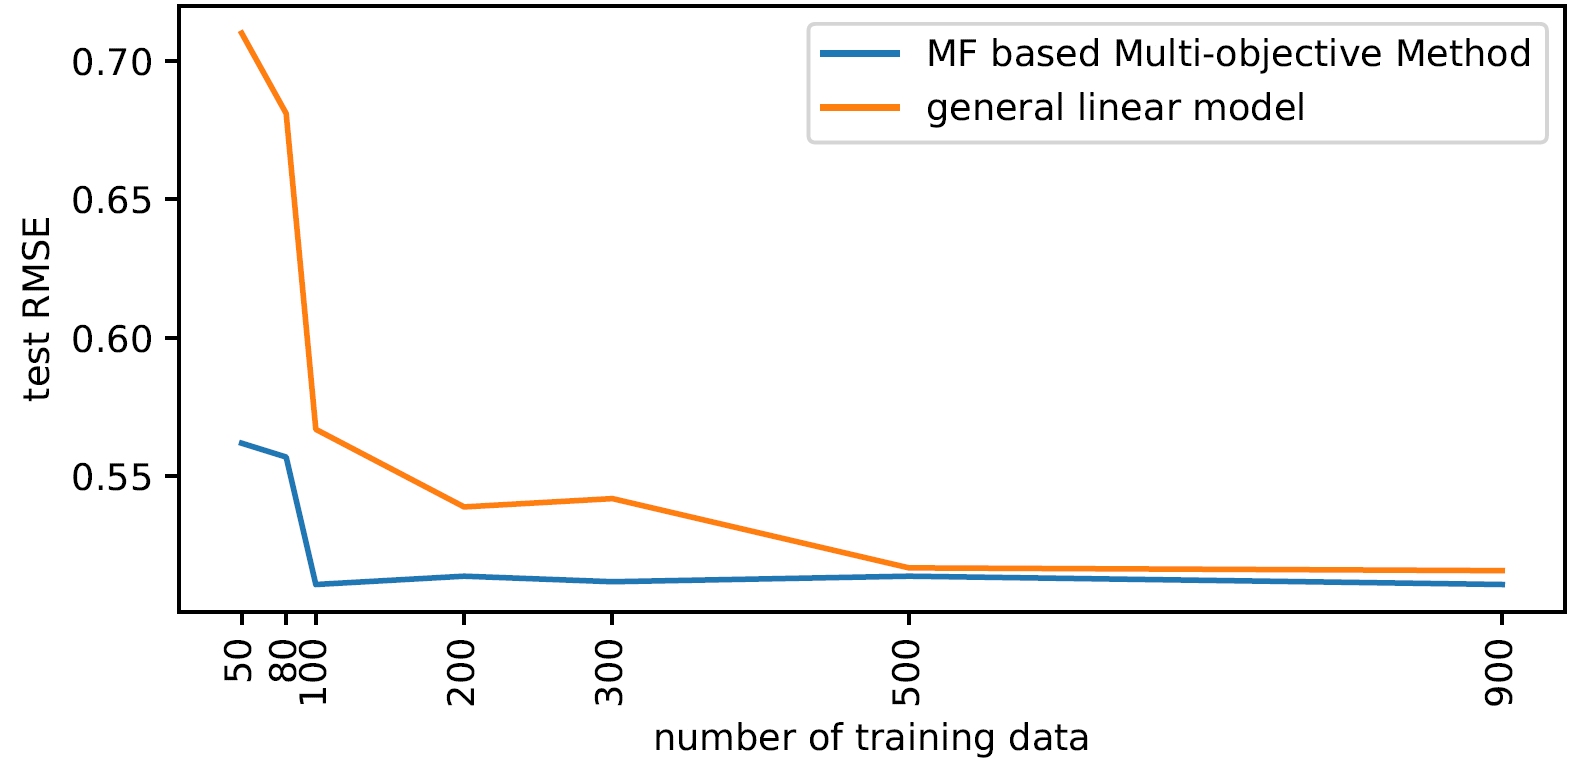 MF based Multi-objective Method
general linear model
test RMSE
0.70
0.65
0.60
0.55
50
80
100
200
300
500
900
number of training data